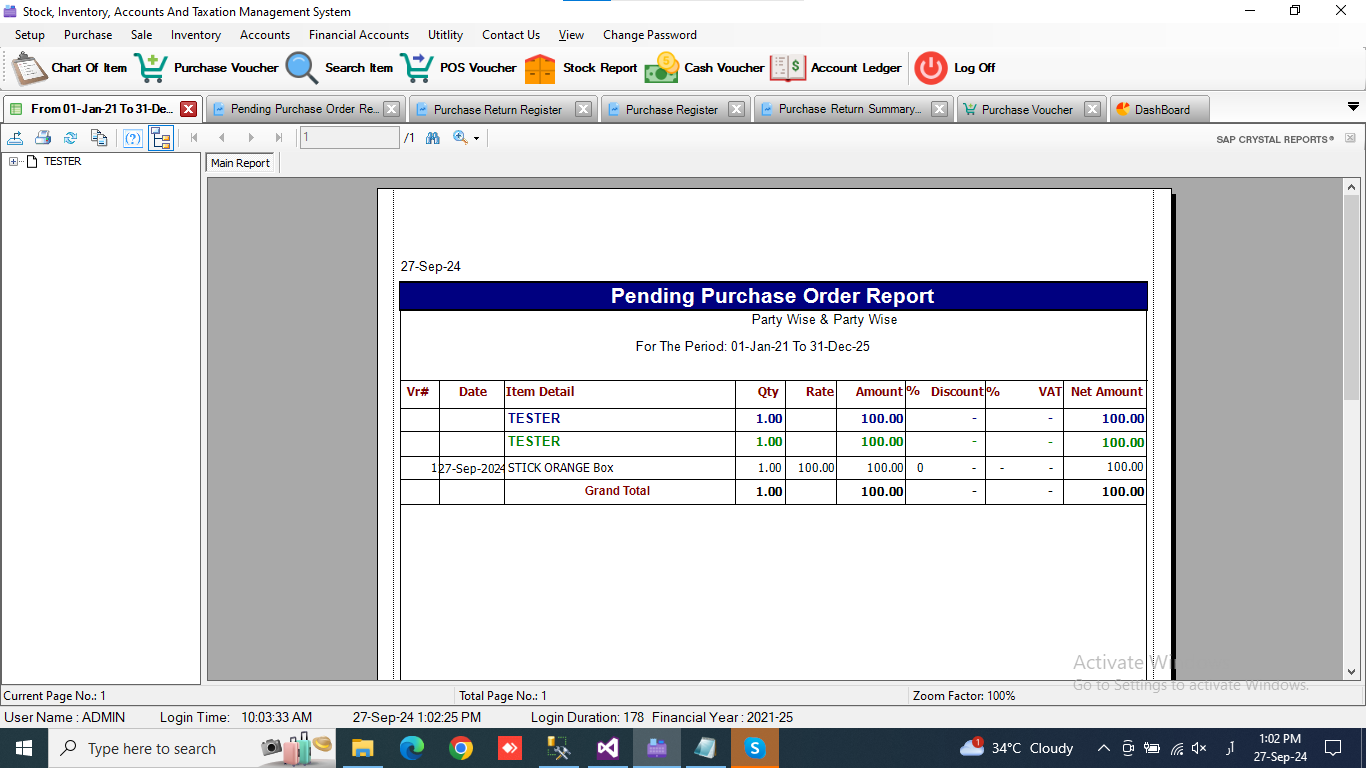 Stock, Inventory, Accounts And Taxation Management System
Setup Purchase Sale Inventory Accounts Financial Accounts Utitlity Contact Us View Change Password
Chart Of Item Purchase Voucher Search Item POS Voucher Stock Report Cash Voucher Account Ledger Log Off
From 01-Jan-21 To 31-De... Pending Purchase Order Re... Purchase Return Register Purchase Register Purchase Return Summary... Purchase Voucher DashBoard
1 /1 SAP CRYSTAL REPORTS®
TESTER
Main Report
27-Sep-24
Pending Purchase Order Report
Party Wise & Party Wise
For The Period: 01-Jan-21 To 31-Dec-25
Vr# Date Item Detail Qty Rate Amount % Discount % VAT Net Amount
TESTER 1.00 100.00 - - 100.00
TESTER 1.00 100.00 - - 100.00
1 27-Sep-2024 STICK ORANGE Box 1.00 100.00 100.00 0 - - - 100.00
Grand Total 1.00 100.00 - - 100.00
Activate Wi
Go to Settings to activate Windows.
Current Page No.: 1 Total Page No.: 1 Zoom Factor: 100%
User Name : ADMIN Login Time: 10:03:33 AM 27-Sep-24 1:02:25 PM Login Duration: 178 Financial Year : 2021-25
Type here to search 34°C Cloudy 1:02 PM
27-Sep-24